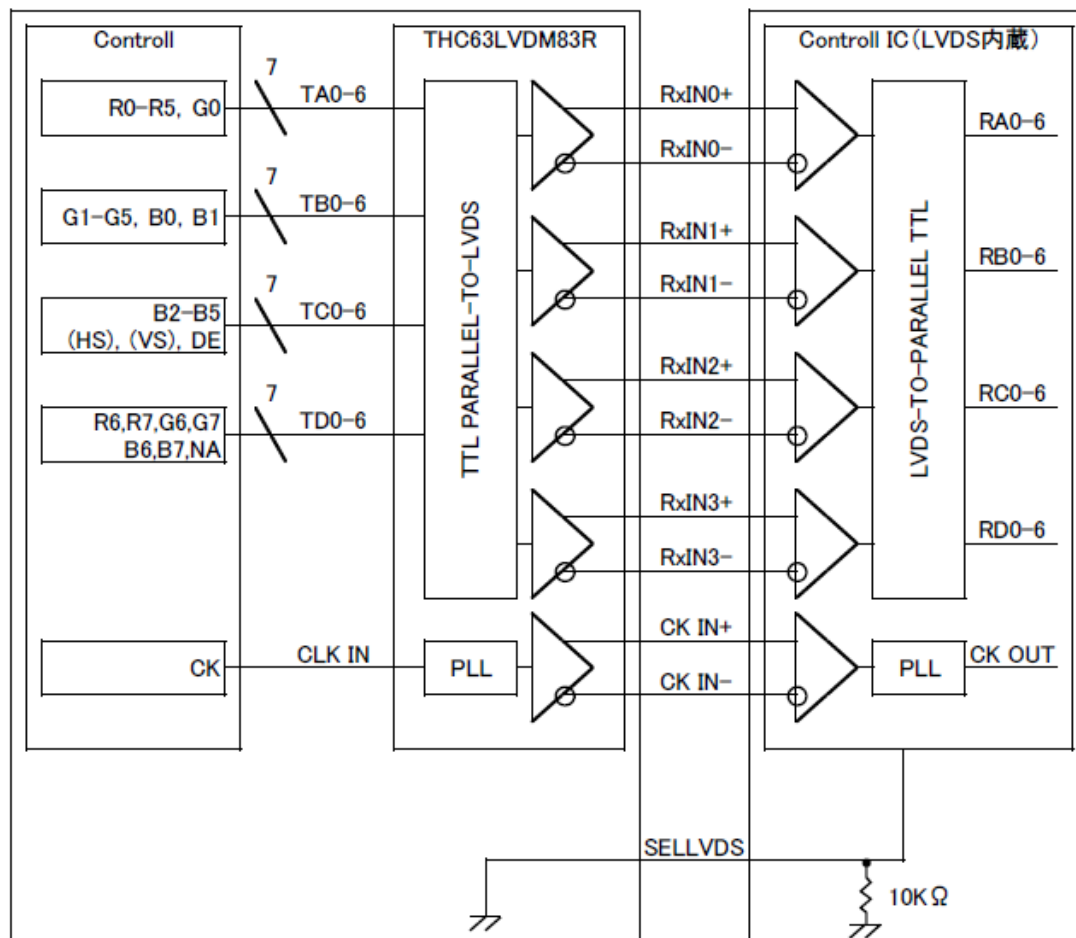 Controll
THC63LVDM83R
Controll IC(LVDS内蔵)
R0-R5, G0
7
TA0-6
RxIN0+
RxIN0-
RA0-6
G1-G5, B0, B1
7
TB0-6
RxIN1+
RxIN1-
RB0-6
B2-B5
(HS), (VS), DE
7
TC0-6
RxIN2+
RxIN2-
RC0-6
R6,R7,G6,G7
B6,B7,NA
7
TD0-6
RxIN3+
RxIN3-
RD0-6
TTL PARALLEL-TO-LVDS
LVDS-TO-PARALLEL TTL
CK
CLK IN
PLL
CK IN+
CK IN-
PLL
CK OUT
SELLVDS
10KΩ